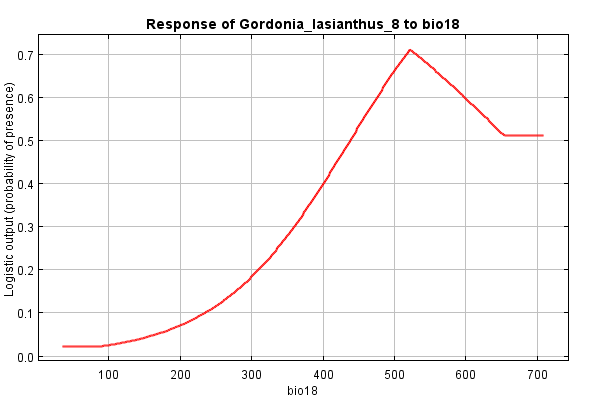 Response of Gordonia_lasianthus_8 to bio18
Logistic output (probability of presence)
0.7
0.6
0.5
0.4
0.3
0.2
0.1
0.0
100 200 300 400 500 600 700
bio18